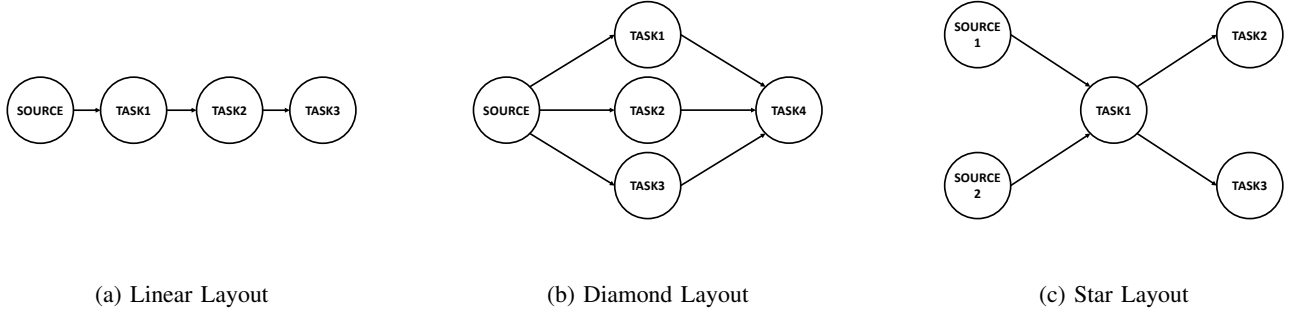 SOURCE
TASK1
TASK2
TASK3
(a) Linear Layout
SOURCE
TASK1
TASK2
TASK3
TASK4
(b) Diamond Layout
SOURCE
1
SOURCE
2
TASK1
TASK2
TASK3
(c) Star Layout